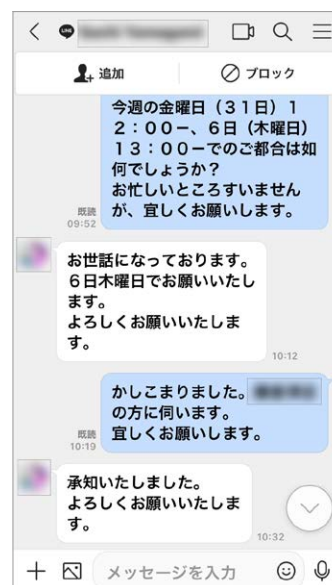 LINE
追加
ブロック
今週の金曜日（３１日）１
２：００ー、６日（木曜日）
１３：００ーでのご都合は如
何でしょうか？
お忙しいところすいません
が、宜しくお願いします。
既読
09:52
お世話になっております。
６日木曜日でお願いいたし
ます。
よろしくお願いいたしま
す。
10:12
かしこまりました。
の方に伺います。
宜しくお願いします。
既読
10:19
承知いたしました。
よろしくお願いいたしま
す。
10:32
メッセージを入力